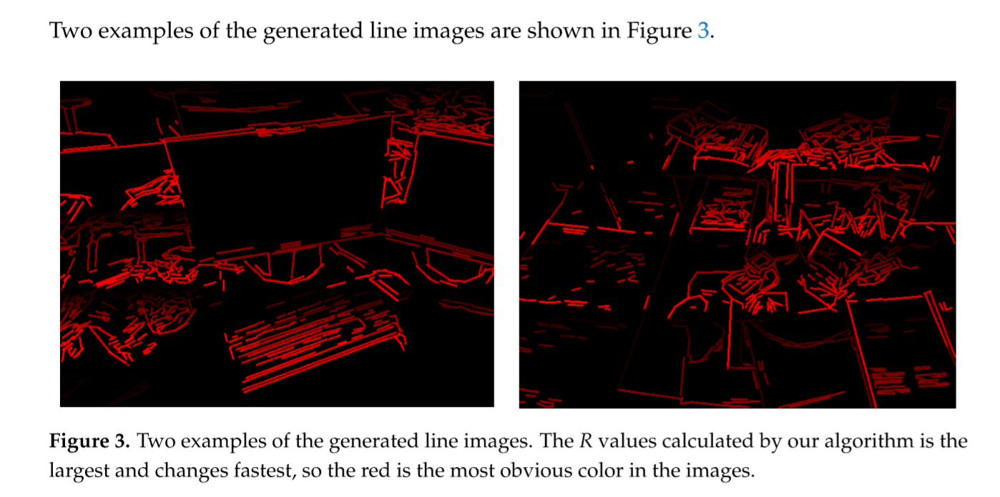 Two examples of the generated line images are shown in Figure 3.
Figure 3. Two examples of the generated line images. The R values calculated by our algorithm is the
largest and changes fastest, so the red is the most obvious color in the images.